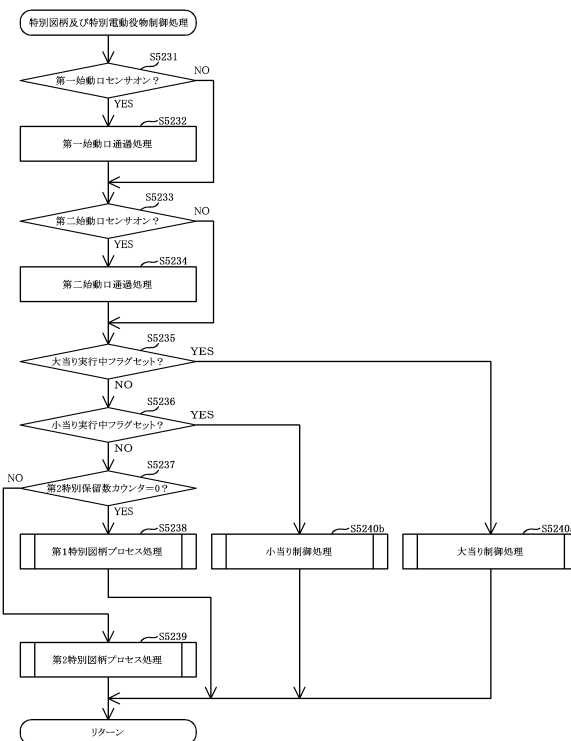 特別図柄及び特別電動役物制御処理
S5231
第一始動口センサオン？
NO
YES
S5232
第一始動口通過処理
S5233
第二始動口センサオン？
NO
YES
S5234
第二始動口通過処理
S5235
大当り実行中フラグセット？
YES
NO
S5236
小当り実行中フラグセット？
YES
NO
S5237
NO
第2特別保留数カウンタ=0？
YES
S5238
第1特別図柄プロセス処理
S5240b
小当り制御処理
S5240a
大当り制御処理
S5239
第2特別図柄プロセス処理
リターン